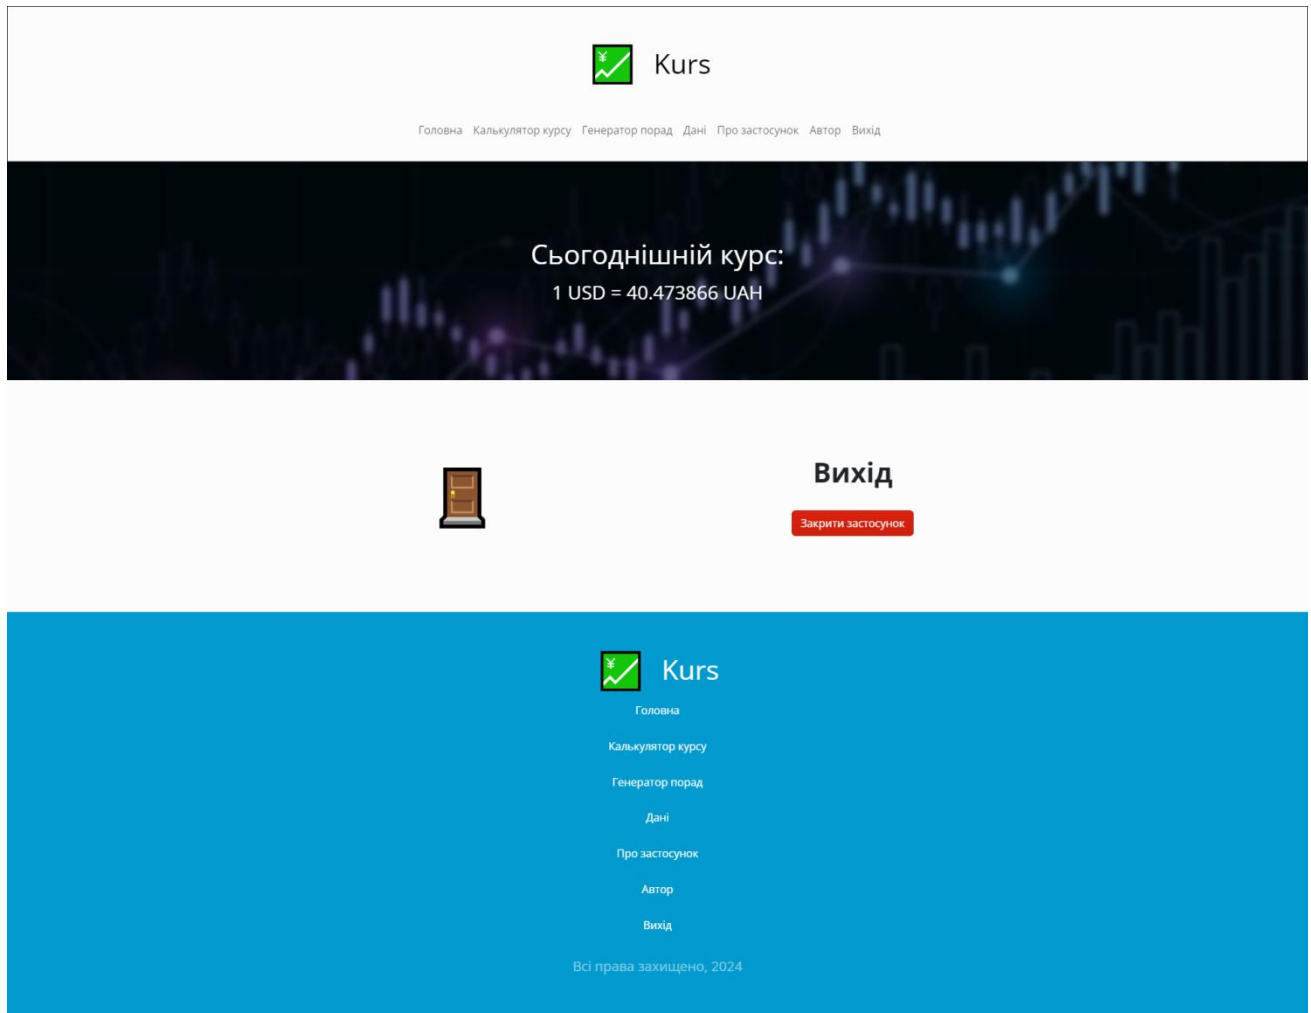 ¥
Kurs
Головна Калькулятор курсу Генератор порад Дані Про застосунок Автор Вихід
Сьогоднішній курс:
1 USD = 40.473866 UAH
Вихід
Закрити застосунок
¥
Kurs
Головна
Калькулятор курсу
Генератор порад
Дані
Про застосунок
Автор
Вихід
Всі права захищено, 2024